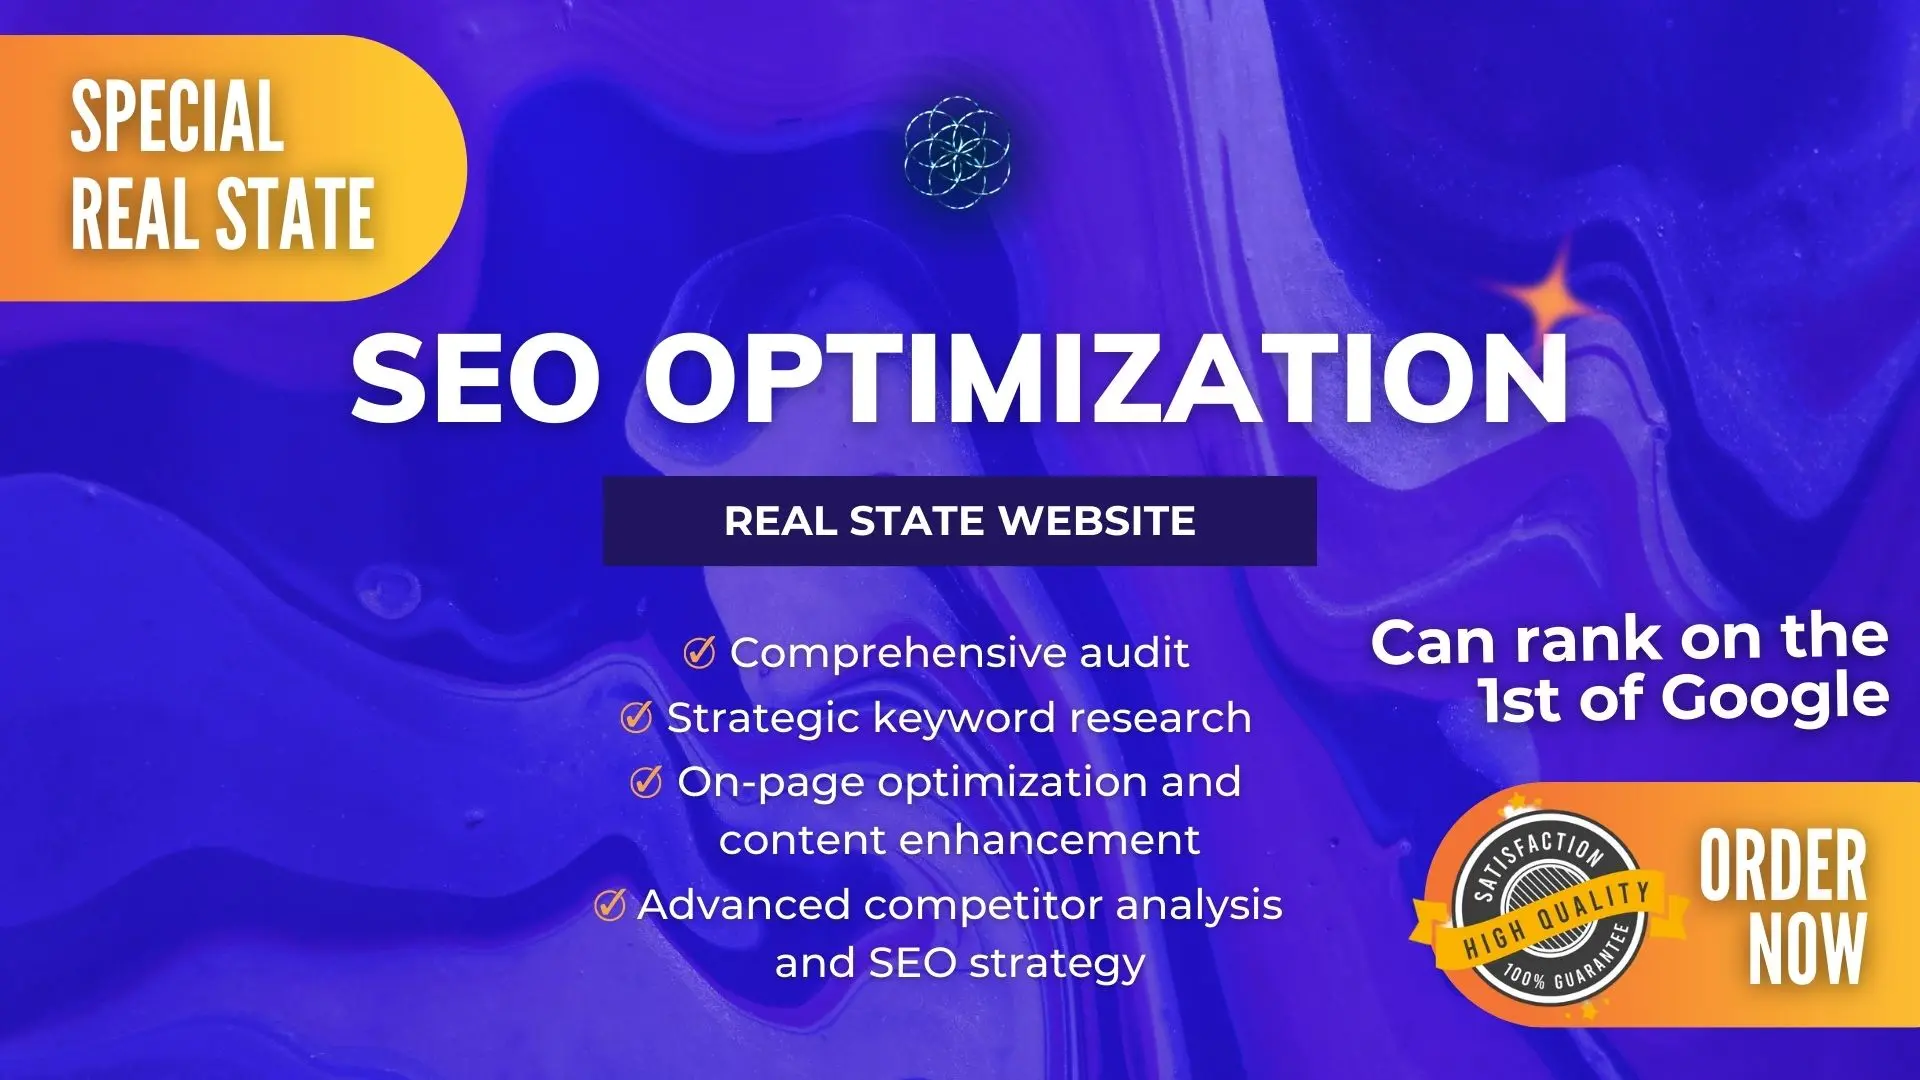 SPECIAL
REAL STATE
SEO OPTIMIZATION
REAL STATE WEBSITE
Comprehensive audit
Strategic keyword research
On-page optimization and
content enhancement
Advanced competitor analysis
and SEO strategy
Can rank on the
1st of Google
SATISFACTION
HIGH QUALITY
100% GUARANTEE
ORDER
NOW